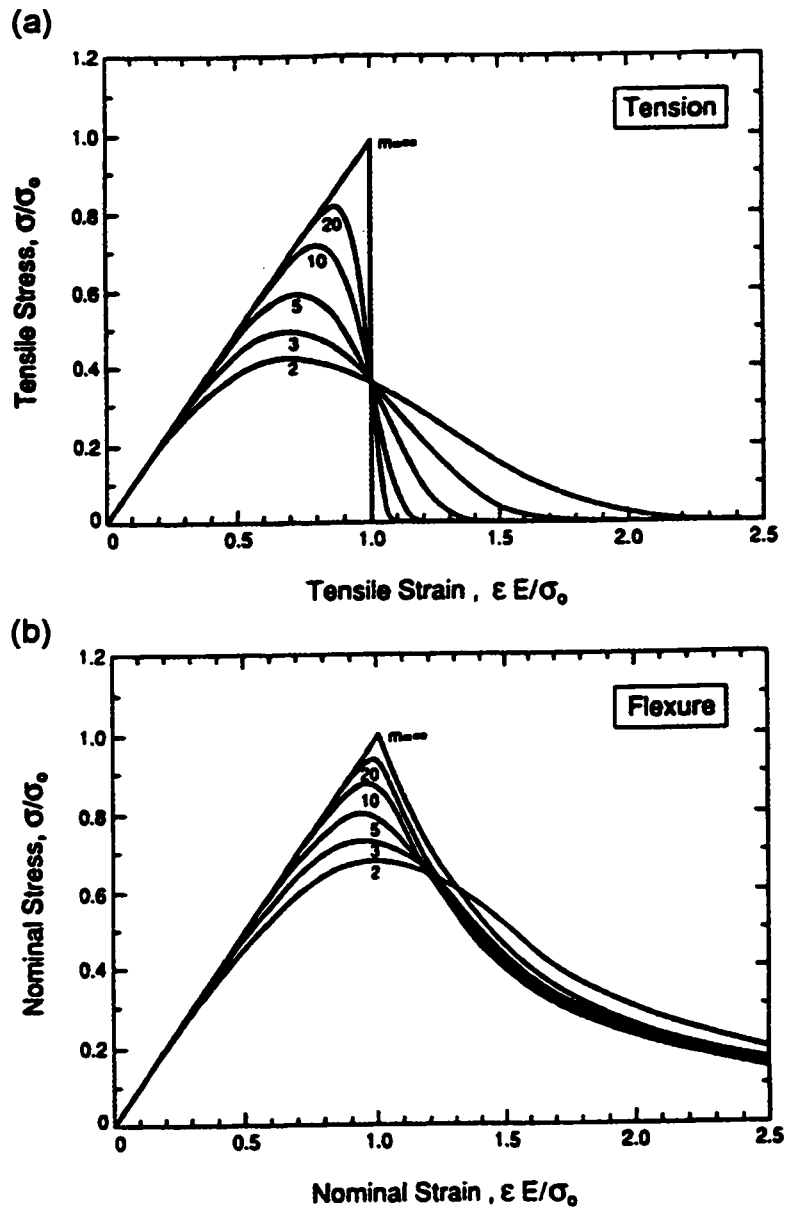 (a)
1.2
1.0
0.8
0.6
0.4
0.2
0
Tensile Stress, σ/σₒ
Tension
m=∞
20
10
5
3
2
0 0.5 1.0 1.5 2.0 2.5
Tensile Strain , ε E/σₒ
(b)
1.2
1.0
0.8
0.6
0.4
0.2
0
Nominal Stress, σ/σₒ
Flexure
m=∞
20
10
5
3
2
0 0.5 1.0 1.5 2.0 2.5
Nominal Strain , ε E/σₒ